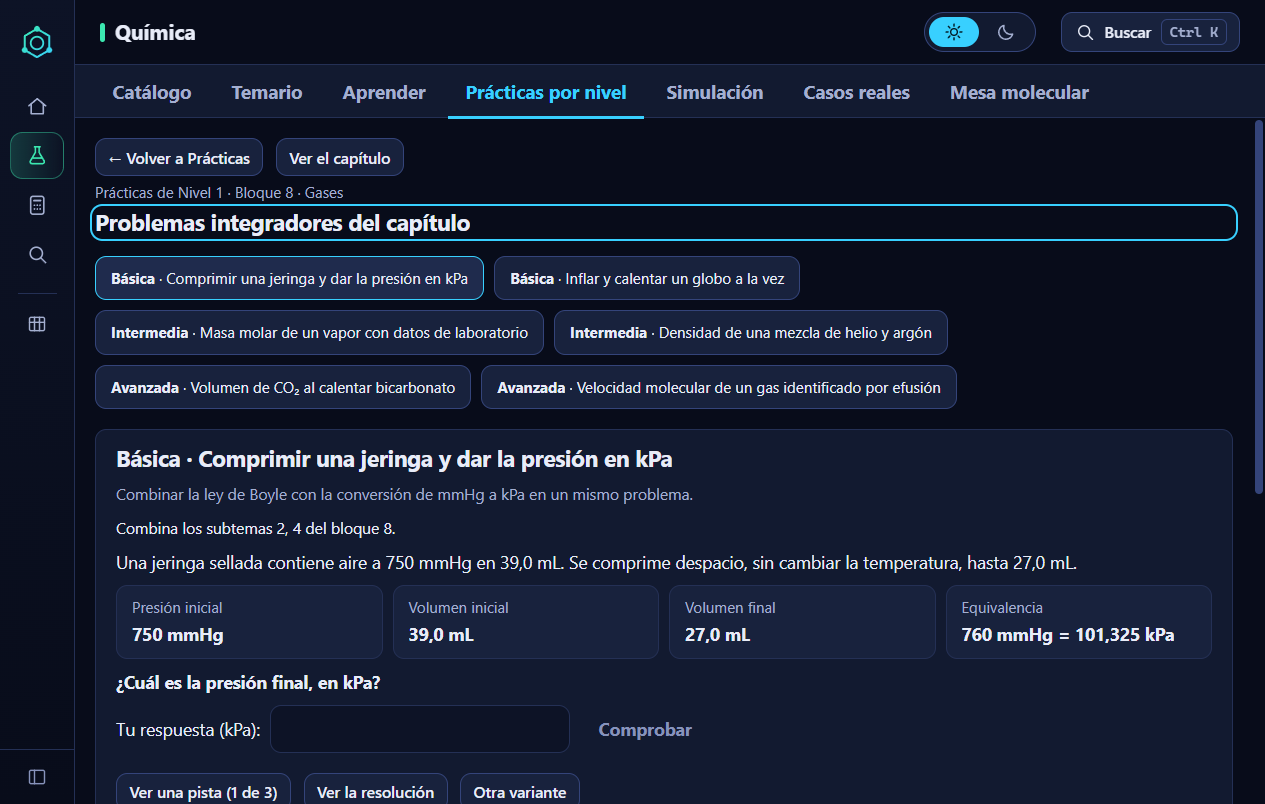 Química
Buscar Ctrl K
Catálogo Temario Aprender Prácticas por nivel Simulación Casos reales Mesa molecular
← Volver a Prácticas Ver el capítulo
Prácticas de Nivel 1 · Bloque 8 · Gases
Problemas integradores del capítulo
Básica · Comprimir una jeringa y dar la presión en kPa Básica · Inflar y calentar un globo a la vez
Intermedia · Masa molar de un vapor con datos de laboratorio Intermedia · Densidad de una mezcla de helio y argón
Avanzada · Volumen de CO₂ al calentar bicarbonato Avanzada · Velocidad molecular de un gas identificado por efusión
Básica · Comprimir una jeringa y dar la presión en kPa
Combinar la ley de Boyle con la conversión de mmHg a kPa en un mismo problema.
Combina los subtemas 2, 4 del bloque 8.
Una jeringa sellada contiene aire a 750 mmHg en 39,0 mL. Se comprime despacio, sin cambiar la temperatura, hasta 27,0 mL.
Presión inicial Volumen inicial Volumen final Equivalencia
750 mmHg 39,0 mL 27,0 mL 760 mmHg = 101,325 kPa
¿Cuál es la presión final, en kPa?
Tu respuesta (kPa): Comprobar
Ver una pista (1 de 3) Ver la resolución Otra variante